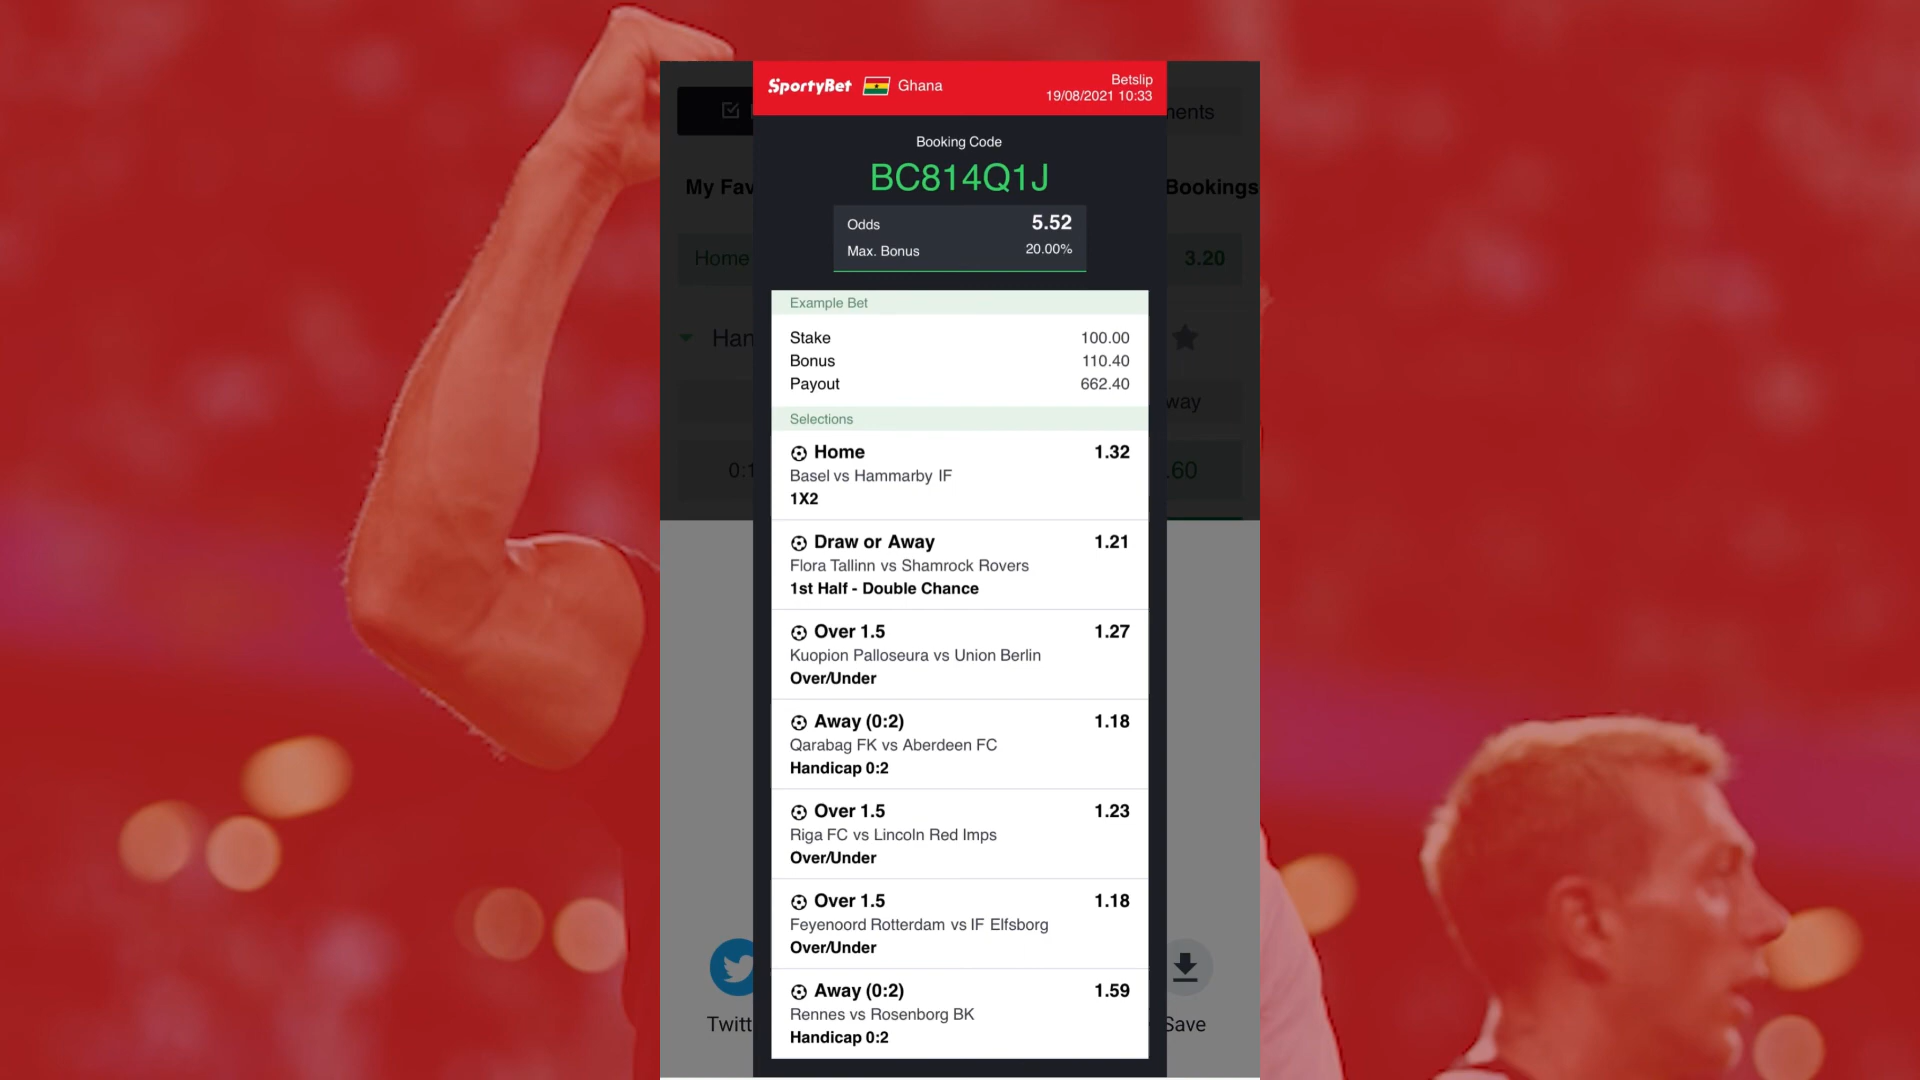 SportyBet Ghana
Betslip
19/08/2021 10:33
ments
Booking Code
BC814Q1J
My Fav
Bookings
Odds 5.52
Max. Bonus 20.00%
Home
3.20
Example Bet
Stake 100.00
Bonus 110.40
Payout 662.40
Han
way
Selections
Home 1.32
Basel vs Hammarby IF
1X2
0:1
.60
Draw or Away 1.21
Flora Tallinn vs Shamrock Rovers
1st Half - Double Chance
Over 1.5 1.27
Kuopion Palloseura vs Union Berlin
Over/Under
Away (0:2) 1.18
Qarabag FK vs Aberdeen FC
Handicap 0:2
Over 1.5 1.23
Riga FC vs Lincoln Red Imps
Over/Under
Over 1.5 1.18
Feyenoord Rotterdam vs IF Elfsborg
Over/Under
Away (0:2) 1.59
Rennes vs Rosenborg BK
Handicap 0:2
Twitt
Save